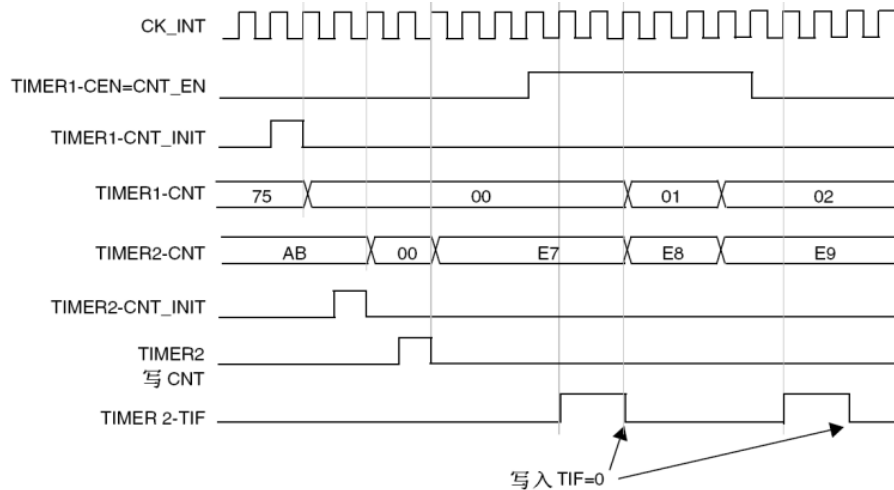 CK_INT
TIMER1-CEN=CNT_EN
TIMER1-CNT_INIT
TIMER1-CNT
75
00
01
02
TIMER2-CNT
AB
00
E7
E8
E9
TIMER2-CNT_INIT
TIMER2
写 CNT
TIMER 2-TIF
写入 TIF=0